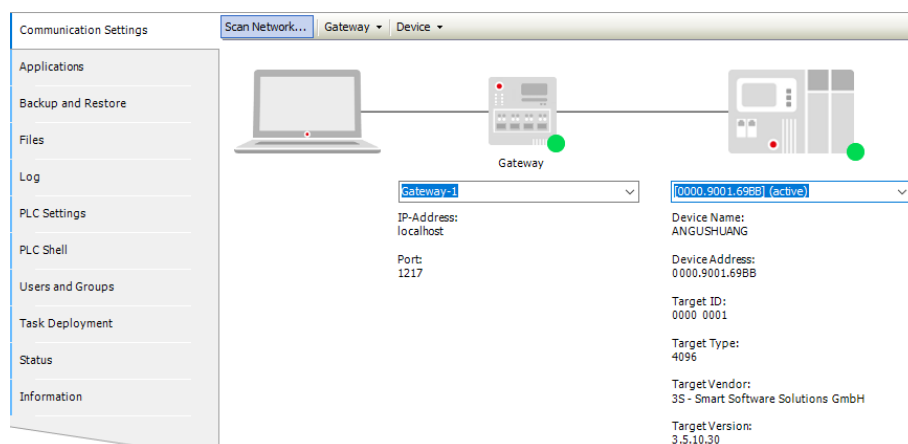 Communication Settings
Scan Network...
Gateway
Device
Applications
Backup and Restore
Files
Log
PLC Settings
PLC Shell
Users and Groups
Task Deployment
Status
Information
Gateway
Gateway-1
IP-Address:
localhost
Port:
1217
[0000.9001.69BB] (active)
Device Name:
ANGUSHUANG
Device Address:
0000.9001.69BB
Target ID:
0000 0001
Target Type:
4096
Target Vendor:
3S - Smart Software Solutions GmbH
Target Version:
3.5.10.30